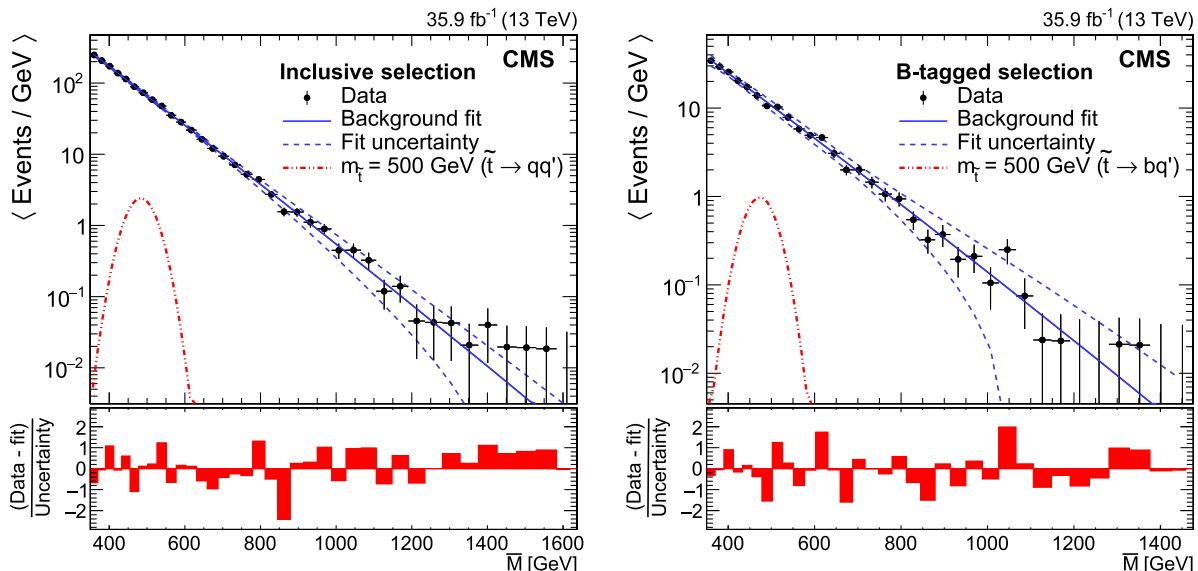 35.9 fb⁻¹ (13 TeV)
CMS
Inclusive selection
Data
Background fit
Fit uncertainty
m_t̃ = 500 GeV (t̃ → qq')
⟨ Events / GeV ⟩
10²
10
1
10⁻¹
10⁻²
(Data - fit)
Uncertainty
2
1
0
−1
−2
400 600 800 1000 1200 1400 1600
M̅ [GeV]
35.9 fb⁻¹ (13 TeV)
CMS
B-tagged selection
Data
Background fit
Fit uncertainty
m_t̃ = 500 GeV (t̃ → bq')
⟨ Events / GeV ⟩
10
1
10⁻¹
10⁻²
(Data - fit)
Uncertainty
2
1
0
−1
−2
400 600 800 1000 1200 1400
M̅ [GeV]